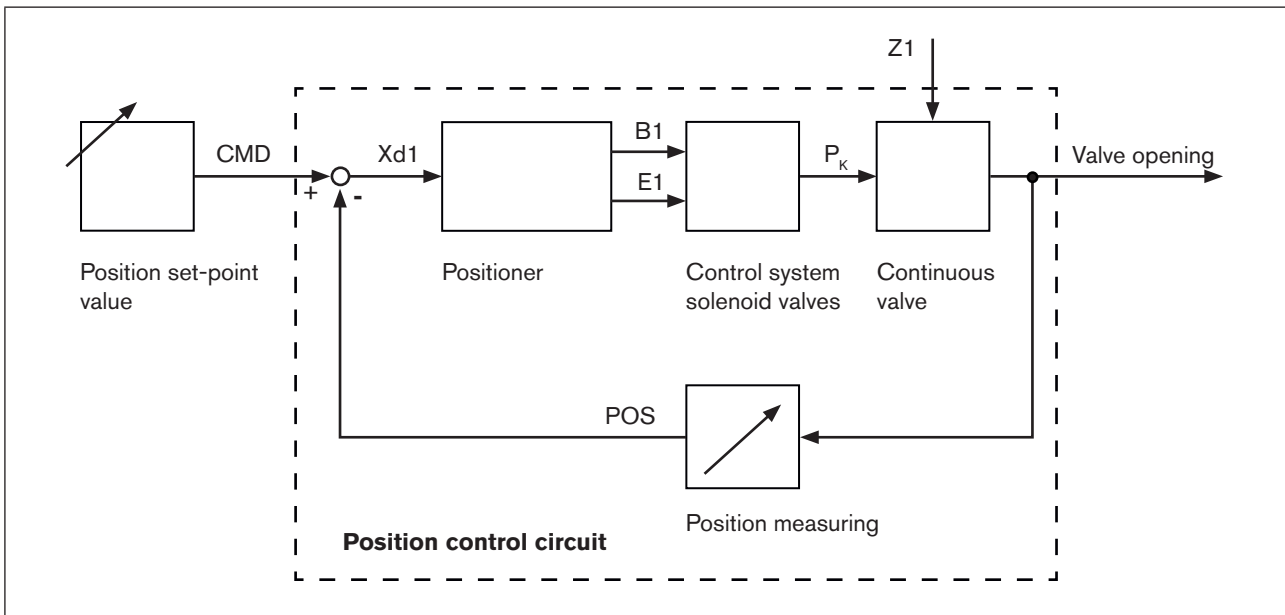 Z1
CMD
Xd1
B1
E1
P_K
Valve opening
+
-
Position set-point
value
Positioner
Control system
solenoid valves
Continuous
valve
POS
Position measuring
Position control circuit